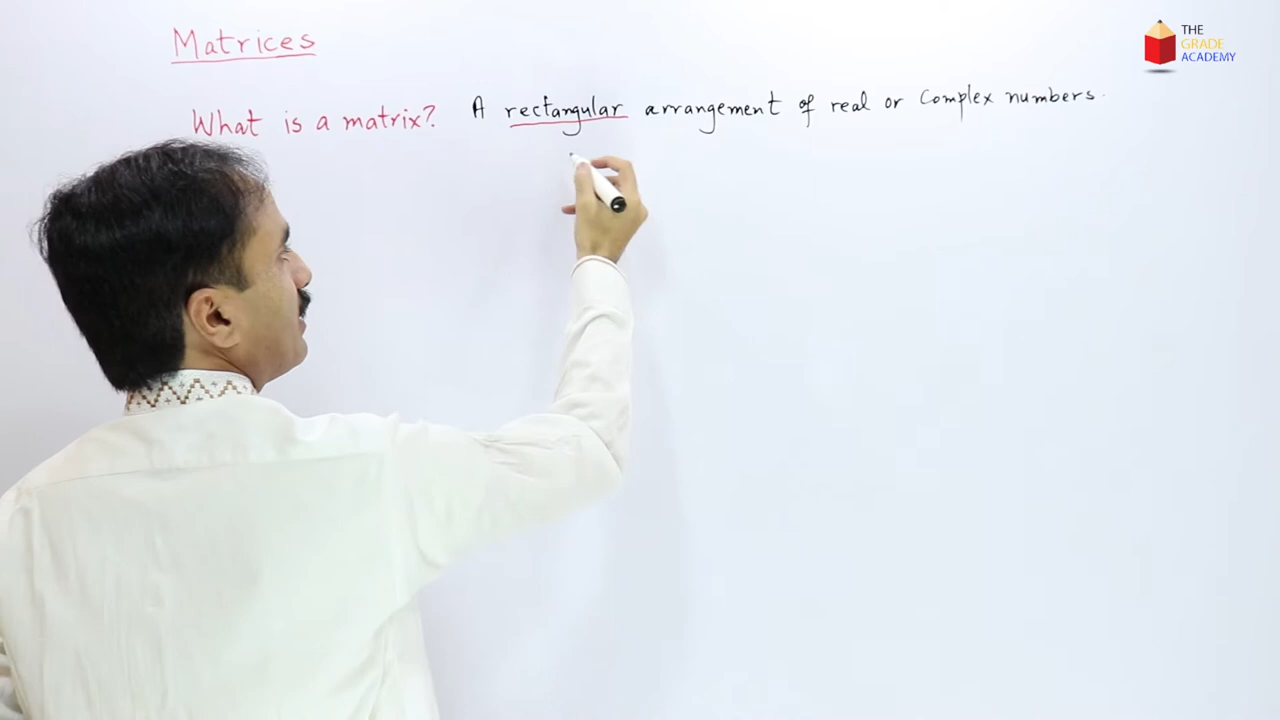 Matrices
What is a matrix? A rectangular arrangement of real or complex numbers.
THE
GRADE
ACADEMY